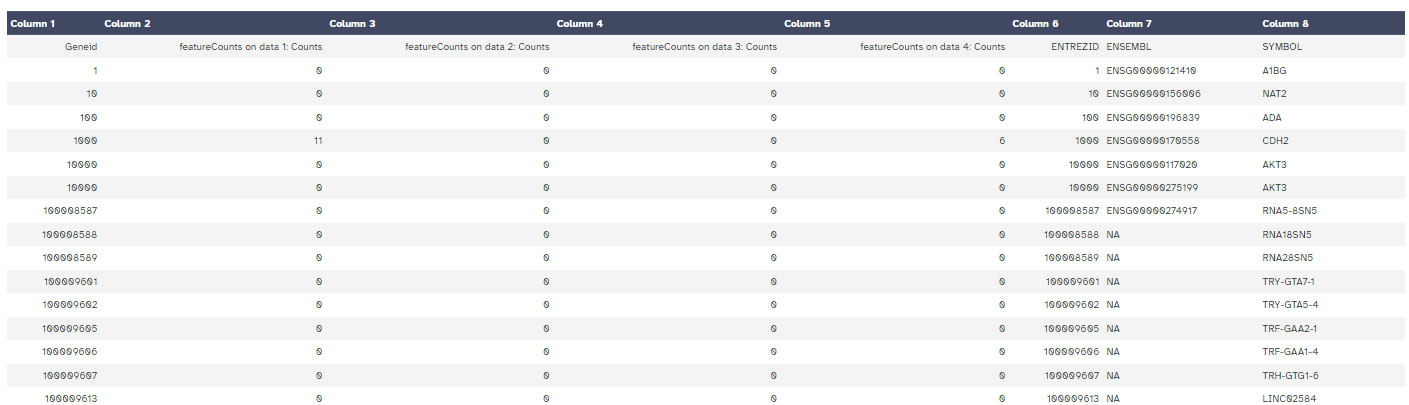 Column 1 Column 2 Column 3 Column 4 Column 5 Column 6 Column 7 Column 8
Geneid featureCounts on data 1: Counts featureCounts on data 2: Counts featureCounts on data 3: Counts featureCounts on data 4: Counts ENTREZID ENSEMBL SYMBOL
1 0 0 0 0 1 ENSG00000121410 A1BG
10 0 0 0 0 10 ENSG00000156006 NAT2
100 0 0 0 0 100 ENSG00000196839 ADA
1000 11 0 0 6 1000 ENSG00000170558 CDH2
10000 0 0 0 0 10000 ENSG00000117020 AKT3
10000 0 0 0 0 10000 ENSG00000275199 AKT3
100008587 0 0 0 0 100008587 ENSG00000274917 RNA5-8SN5
100008588 0 0 0 0 100008588 NA RNA18SN5
100008589 0 0 0 0 100008589 NA RNA28SN5
100009601 0 0 0 0 100009601 NA TRY-GTA7-1
100009602 0 0 0 0 100009602 NA TRY-GTA5-4
100009605 0 0 0 0 100009605 NA TRF-GAA2-1
100009606 0 0 0 0 100009606 NA TRF-GAA1-4
100009607 0 0 0 0 100009607 NA TRH-GTG1-6
100009613 0 0 0 0 100009613 NA LINC02584